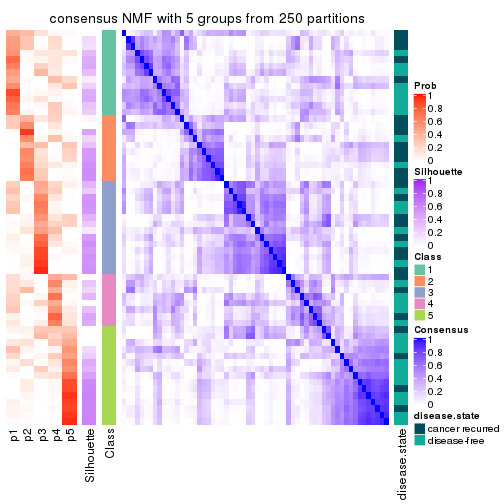 consensus NMF with 5 groups from 250 partitions
Prob
1
0.8
0.6
0.4
0.2
0
Silhouette
1
0.8
0.6
0.4
0.2
0
Class
1
2
3
4
5
Consensus
1
0.8
0.6
0.4
0.2
0
disease.state
cancer recurred
disease-free
p1
p2
p3
p4
p5
Silhouette
Class
disease.state